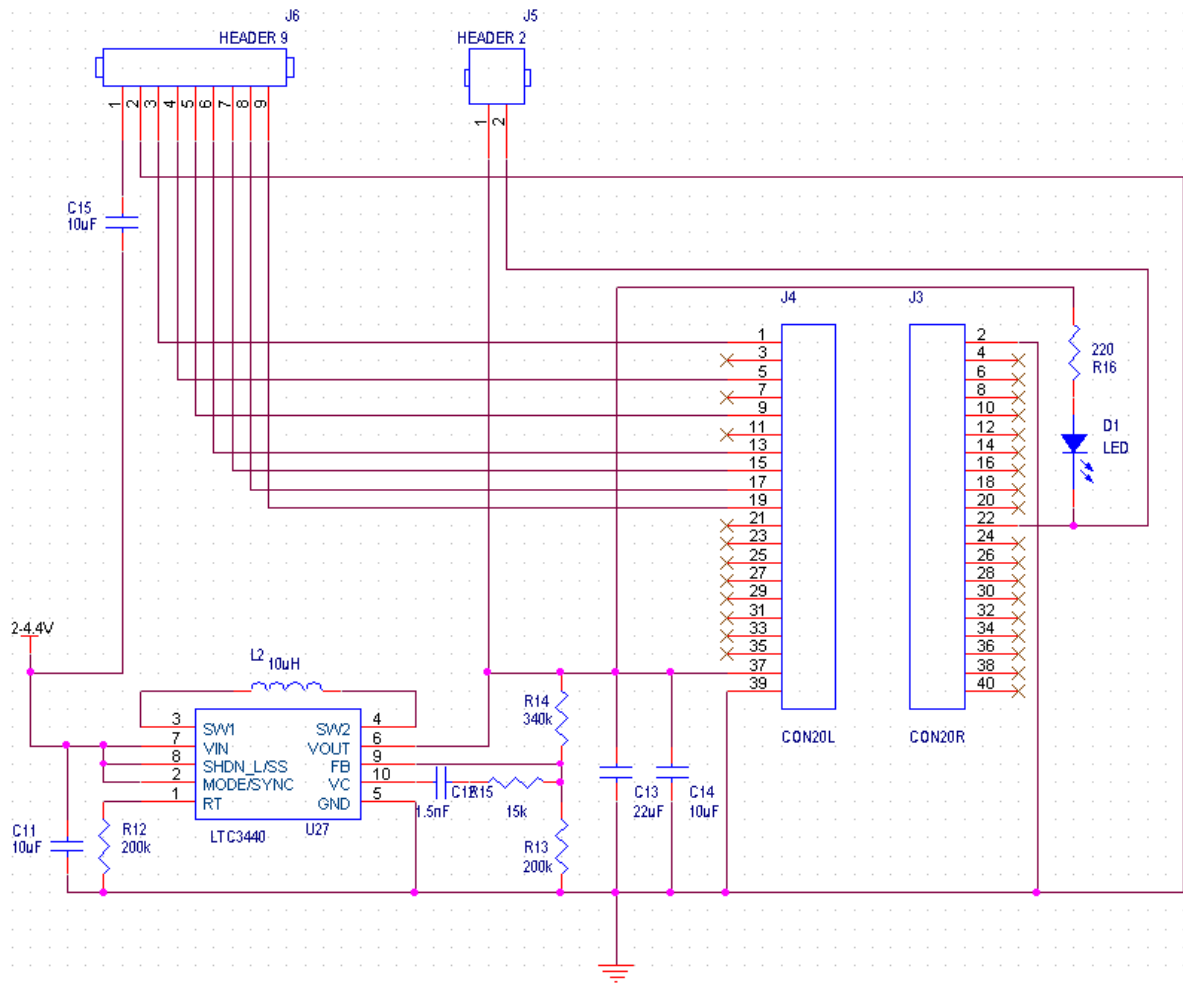 J6
HEADER 9
1 2 3 4 5 6 7 8 9
J5
HEADER 2
1 2
C15
10uF
J4
1
3
5
7
9
11
13
15
17
19
21
23
25
27
29
31
33
35
37
39
CON20L
J3
2
4
6
8
10
12
14
16
18
20
22
24
26
28
30
32
34
36
38
40
CON20R
220
R16
D1
LED
2-4.4V
L2
10uH
3 SW1 SW2 4
7 VIN VOUT 6
8 SHDN_L/SS FB 9
2 MODE/SYNC VC 10
1 RT GND 5
LTC3440
U27
C11
10uF
R12
200k
C12
1.5nF
R15
15k
R14
340k
R13
200k
C13
22uF
C14
10uF